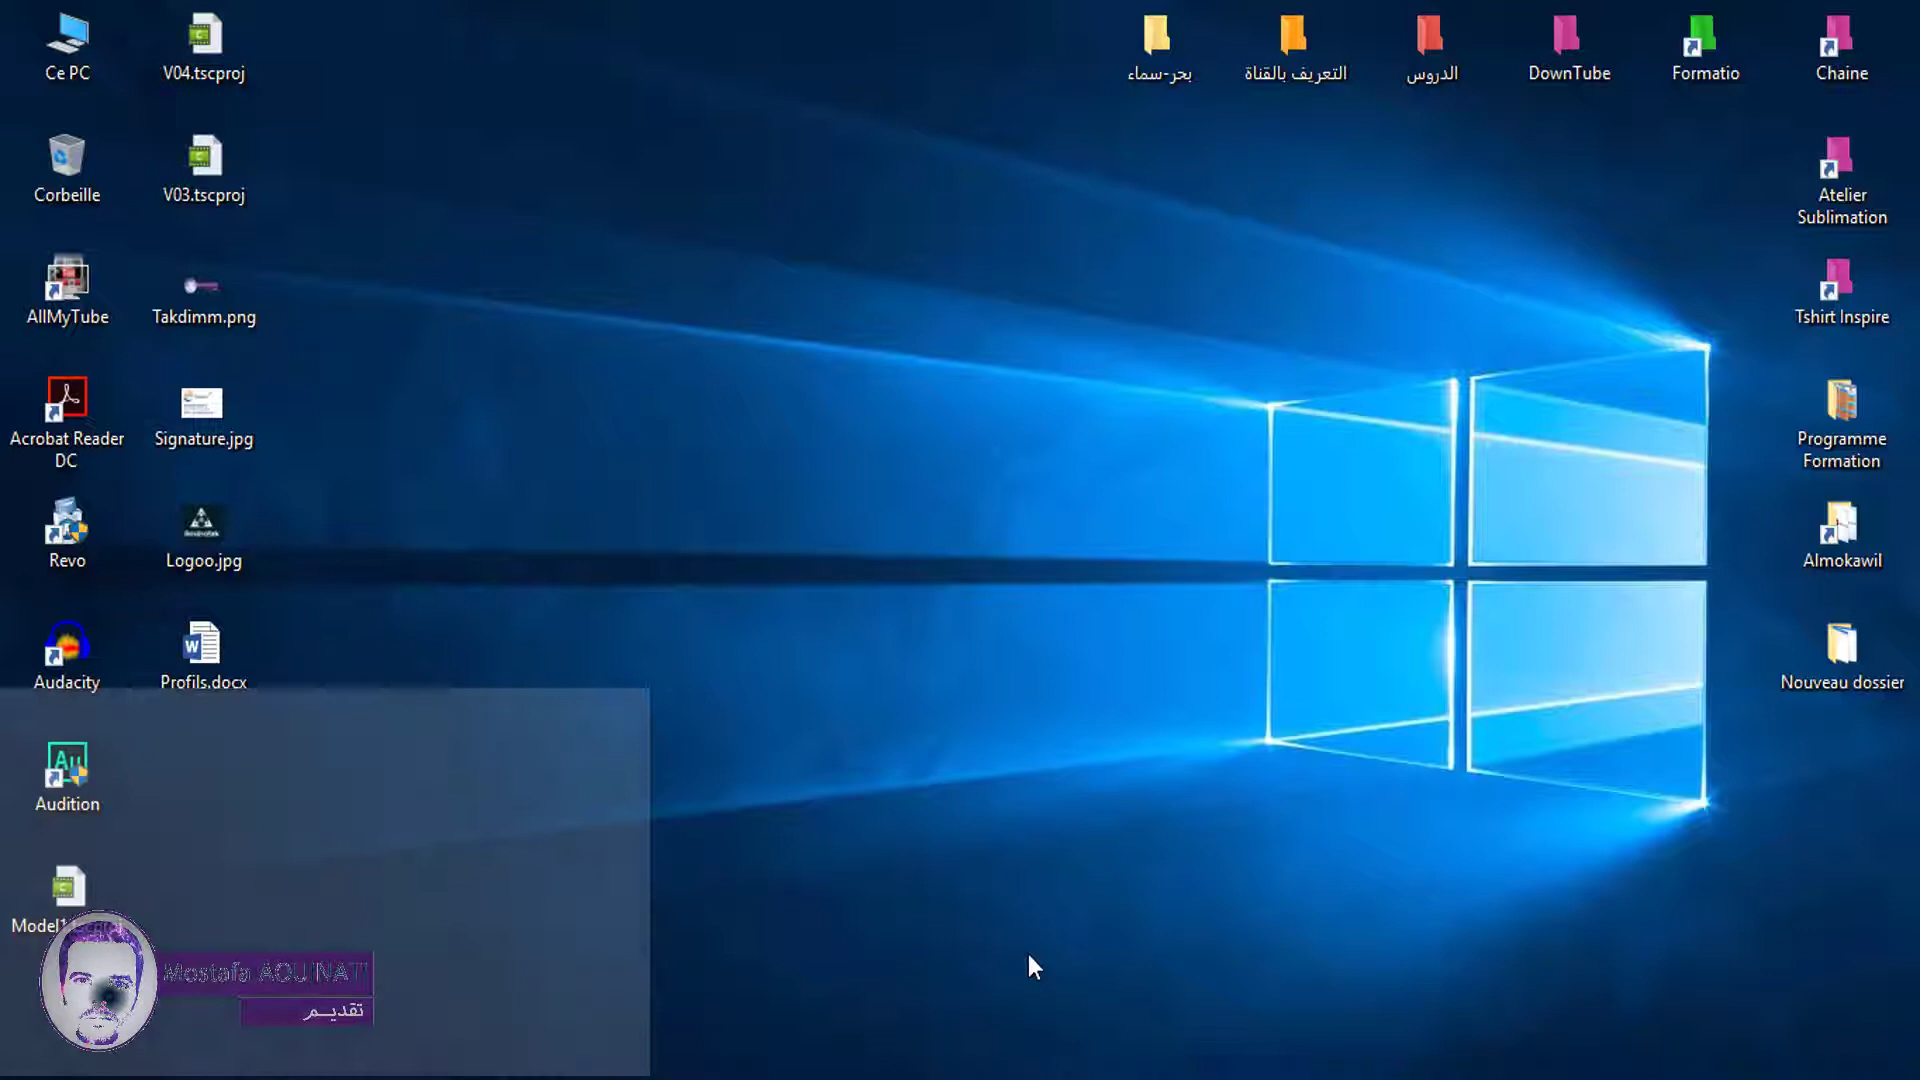 Ce PC
V04.tscproj
بحر-سماء
التعريف بالقناة
الدروس
DownTube
Formatio
Chaine
Corbeille
V03.tscproj
Atelier
Sublimation
AllMyTube
Takdimm.png
Tshirt Inspire
Acrobat Reader
DC
Signature.jpg
Programme
Formation
Revo
Logoo.jpg
Almokawil
Audacity
Profils.docx
Nouveau dossier
Au
Audition
Mostafa AOU
تقديـم